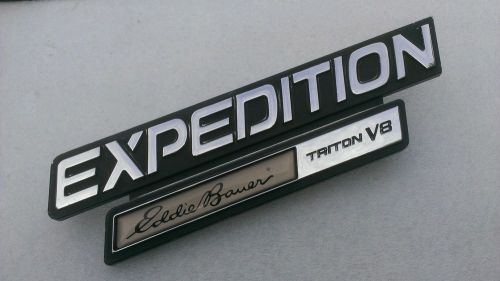 EXPEDITION
Eddie Bauer TRITON V8